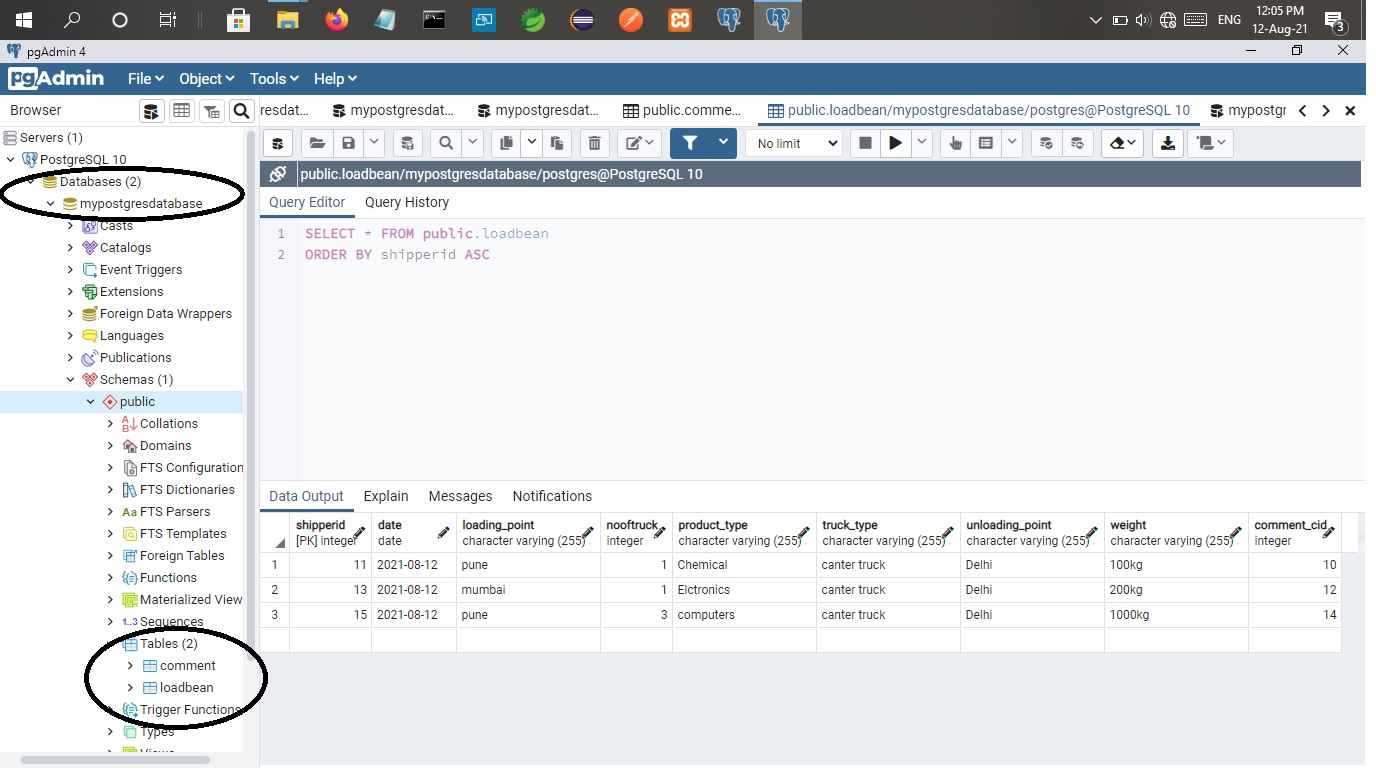 ENG
12:05 PM
12-Aug-21
3
pgAdmin 4
pgAdmin
File
Object
Tools
Help
Browser
resdat...
mypostgresdat...
mypostgresdat...
public.comme...
public.loadbean/mypostgresdatabase/postgres@PostgreSQL 10
mypostgr
Servers (1)
PostgreSQL 10
Databases (2)
mypostgresdatabase
Casts
Catalogs
Event Triggers
Extensions
Foreign Data Wrappers
Languages
Publications
Schemas (1)
public
Collations
Domains
FTS Configuration
FTS Dictionaries
Aa FTS Parsers
FTS Templates
Foreign Tables
Functions
Materialized View
1..3 Sequences
Tables (2)
comment
loadbean
Trigger Functions
Types
Views
No limit
public.loadbean/mypostgresdatabase/postgres@PostgreSQL 10
Query Editor Query History
1 SELECT * FROM public.loadbean
2 ORDER BY shipperid ASC
Data Output Explain Messages Notifications
shipperid date loading_point nooftruck product_type truck_type unloading_point weight comment_cid
[PK] integer date character varying (255) integer character varying (255) character varying (255) character varying (255) character varying (255) integer
1 11 2021-08-12 pune 1 Chemical canter truck Delhi 100kg 10
2 13 2021-08-12 mumbai 1 Elctronics canter truck Delhi 200kg 12
3 15 2021-08-12 pune 3 computers canter truck Delhi 1000kg 14